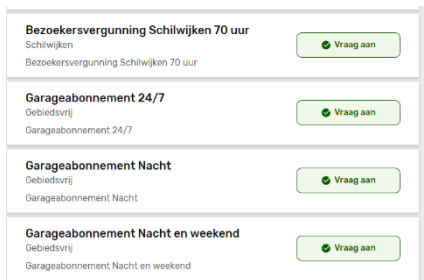 Bezoekersvergunning Schilwijken 70 uur
Schilwijken
Bezoekersvergunning Schilwijken 70 uur
Vraag aan
Garageabonnement 24/7
Gebiedsvrij
Garageabonnement 24/7
Vraag aan
Garageabonnement Nacht
Gebiedsvrij
Garageabonnement Nacht
Vraag aan
Garageabonnement Nacht en weekend
Gebiedsvrij
Garageabonnement Nacht en weekend
Vraag aan